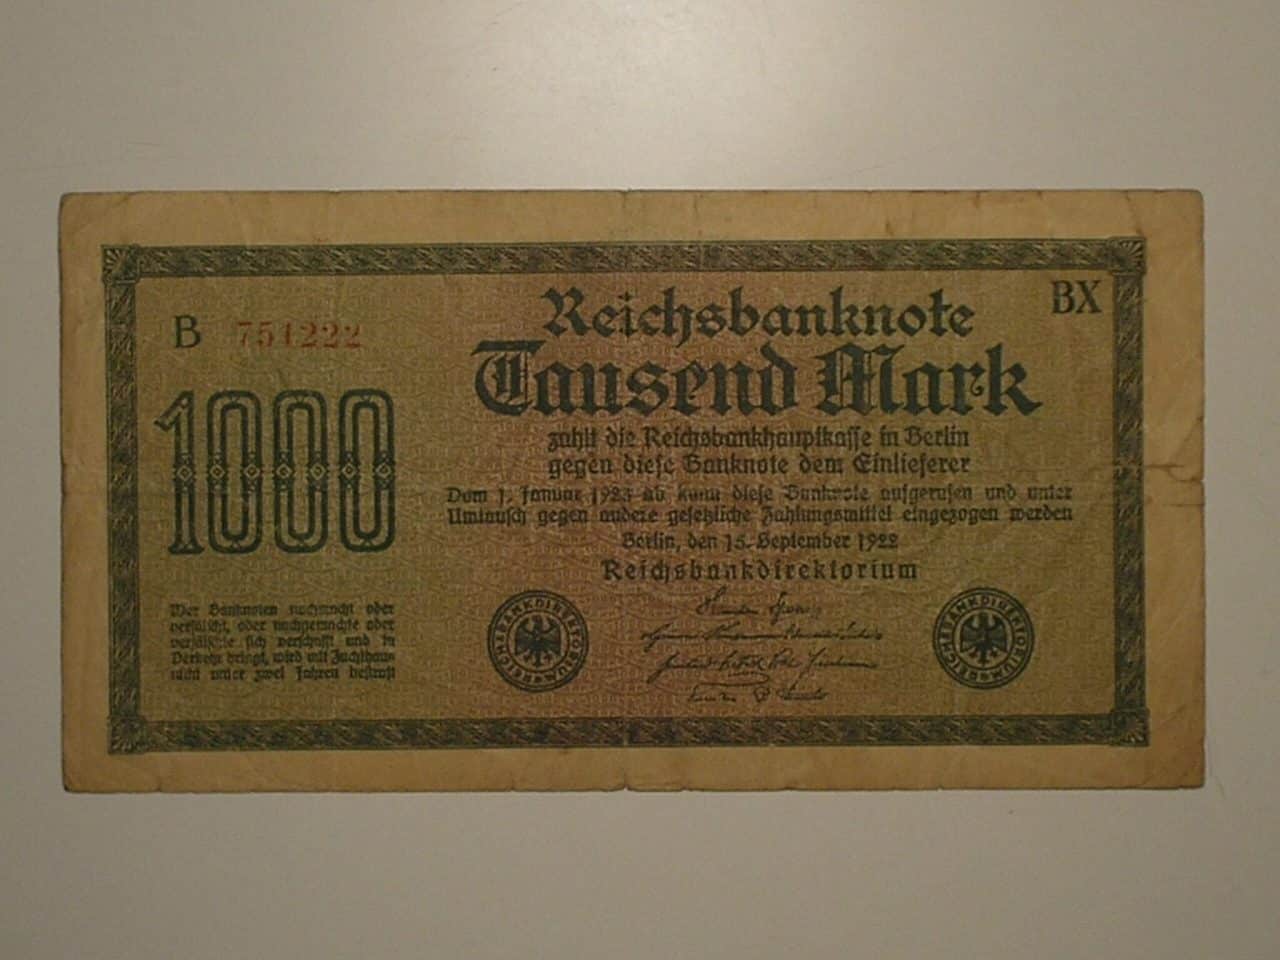 B 751222
BX
Reichsbanknote
Tausend Mark
zahlt die Reichsbankhauptkasse in Berlin
gegen diese Banknote dem Einlieferer
Vom 1. Januar 1923 ab kann diese Banknote aufgerufen und unter
Umtausch gegen andere gesetzliche Zahlungsmittel eingezogen werden
Berlin, den 15. September 1922
Reichsbankdirektorium
1000
Wer Banknoten nachmacht oder
verfälscht, oder nachgemachte oder
verfälschte sich verschafft und in
Verkehr bringt, wird mit Zuchthaus
nicht unter zwei Jahren bestraft
REICHSBANKDIREKTORIUM
REICHSBANKDIREKTORIUM